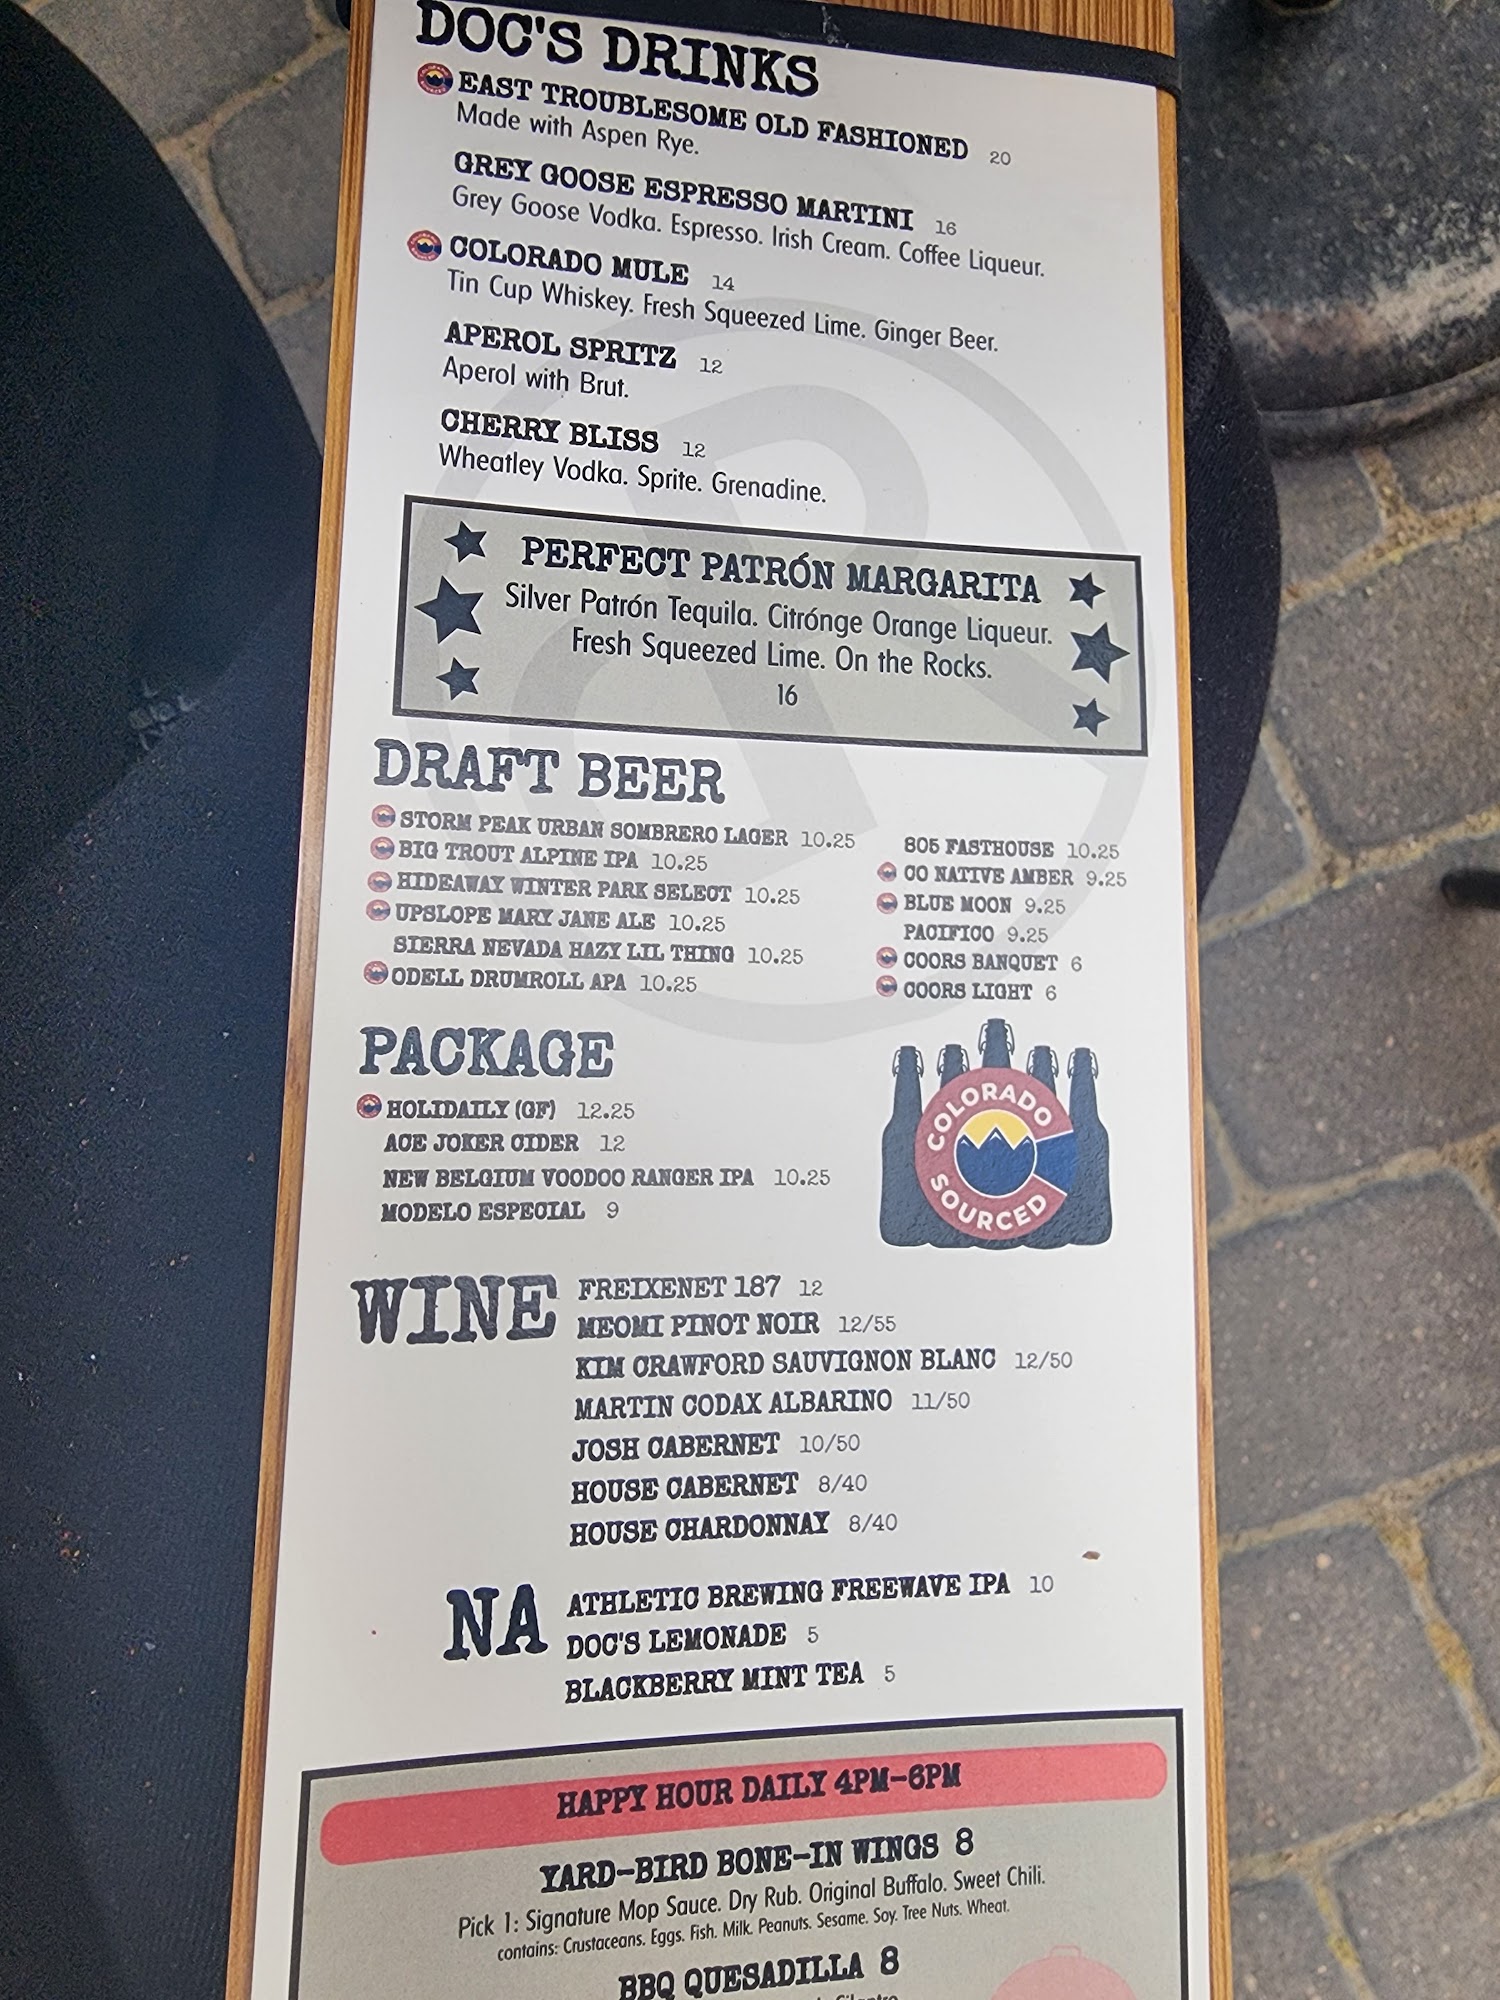 DOC'S DRINKS
EAST TROUBLESOME OLD FASHIONED 20
Made with Aspen Rye.
GREY GOOSE ESPRESSO MARTINI 16
Grey Goose Vodka. Espresso. Irish Cream. Coffee Liqueur.
COLORADO MULE 14
Tin Cup Whiskey. Fresh Squeezed Lime. Ginger Beer.
APEROL SPRITZ 12
Aperol with Brut.
CHERRY BLISS 12
Wheatley Vodka. Sprite. Grenadine.
PERFECT PATRÓN MARGARITA
Silver Patrón Tequila. Citrónge Orange Liqueur.
Fresh Squeezed Lime. On the Rocks.
16
DRAFT BEER
STORM PEAK URBAN SOMBRERO LAGER 10.25
BIG TROUT ALPINE IPA 10.25
HIDEAWAY WINTER PARK SELECT 10.25
UPSLOPE MARY JANE ALE 10.25
SIERRA NEVADA HAZY LIL THING 10.25
ODELL DRUMROLL APA 10.25
805 FASTHOUSE 10.25
CO NATIVE AMBER 9.25
BLUE MOON 9.25
PACIFICO 9.25
COORS BANQUET 6
COORS LIGHT 6
PACKAGE
HOLIDAILY (GF) 12.25
ACE JOKER CIDER 12
NEW BELGIUM VOODOO RANGER IPA 10.25
MODELO ESPECIAL 9
COLORADO
SOURCED
WINE
FREIXENET 187 12
MEOMI PINOT NOIR 12/55
KIM CRAWFORD SAUVIGNON BLANC 12/50
MARTIN CODAX ALBARINO 11/50
JOSH CABERNET 10/50
HOUSE CABERNET 8/40
HOUSE CHARDONNAY 8/40
NA
ATHLETIC BREWING FREEWAVE IPA 10
DOC'S LEMONADE 5
BLACKBERRY MINT TEA 5
HAPPY HOUR DAILY 4PM-6PM
YARD-BIRD BONE-IN WINGS 8
Pick 1: Signature Mop Sauce. Dry Rub. Original Buffalo. Sweet Chili.
contains: Crustaceans. Eggs. Fish. Milk. Peanuts. Sesame. Soy. Tree Nuts. Wheat.
BBQ QUESADILLA 8